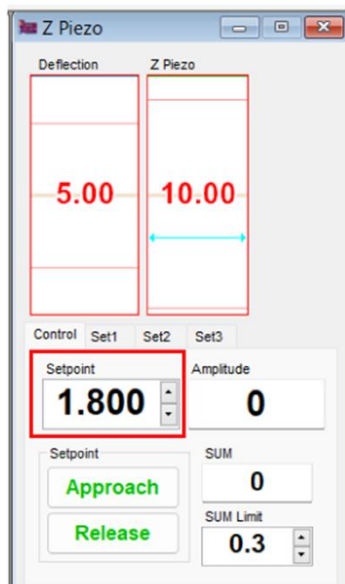 Z Piezo
Deflection Z Piezo
5.00 10.00
Control Set1 Set2 Set3
Setpoint Amplitude
1.800 0
Setpoint SUM
Approach 0
Release SUM Limit
0.3